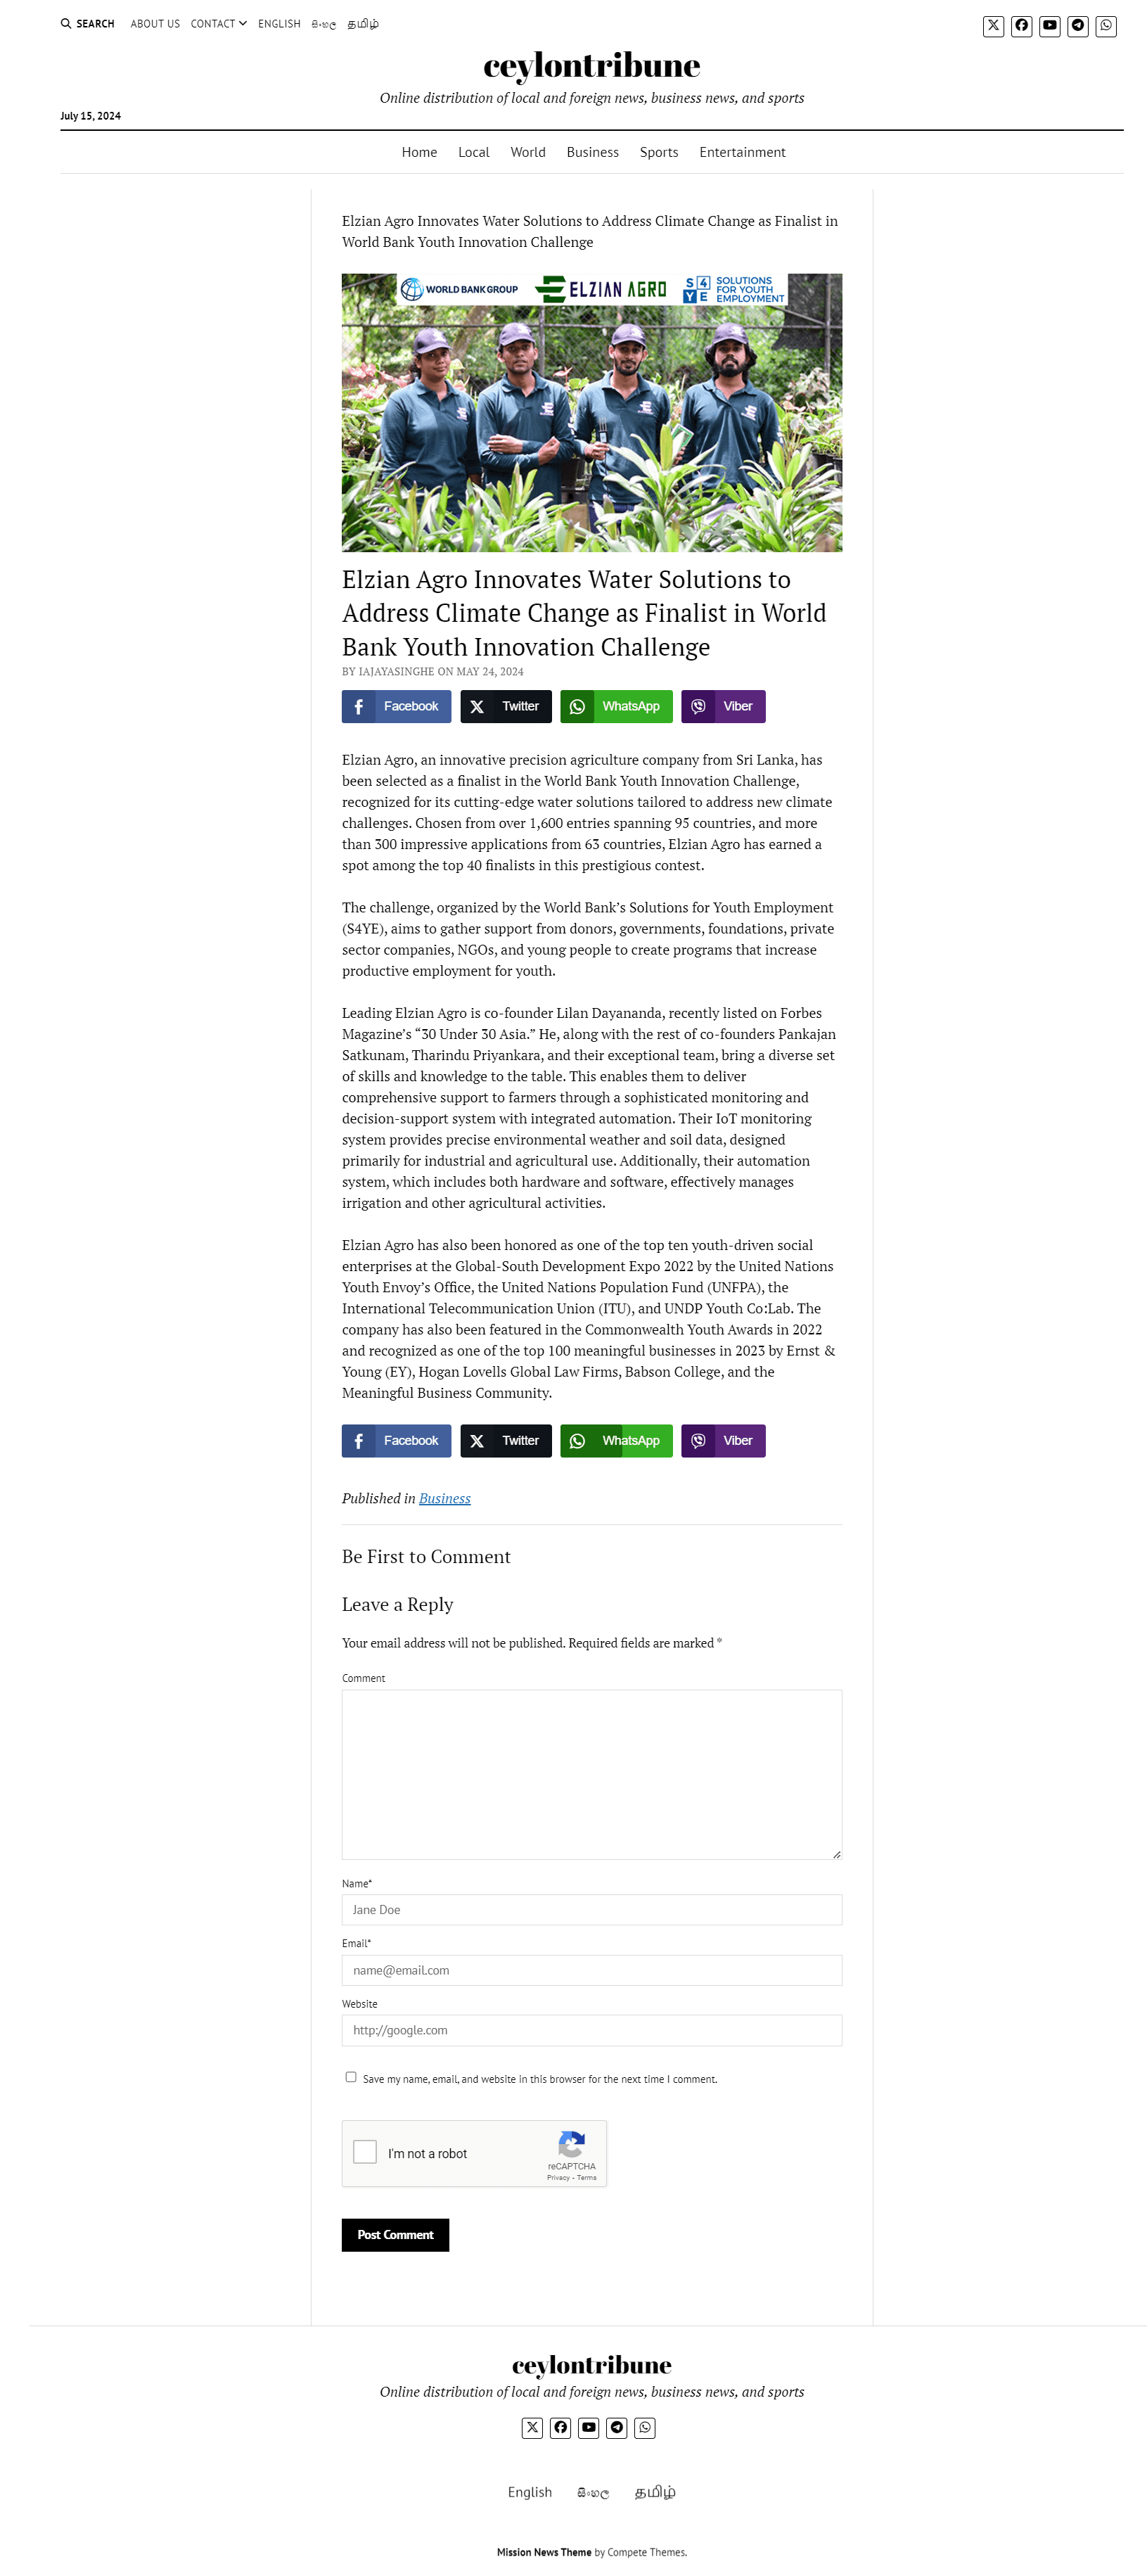 SEARCH ABOUT US CONTACT ENGLISH සිංහල தமிழ்
ceylontribune
Online distribution of local and foreign news, business news, and sports
July 15, 2024
Home Local World Business Sports Entertainment
Elzian Agro Innovates Water Solutions to Address Climate Change as Finalist in
World Bank Youth Innovation Challenge
WORLD BANK GROUP ELZIAN AGRO S4YE SOLUTIONS
FOR YOUTH
EMPLOYMENT
Elzian Agro Innovates Water Solutions to
Address Climate Change as Finalist in World
Bank Youth Innovation Challenge
BY IAJAYASINGHE ON MAY 24, 2024
Facebook Twitter WhatsApp Viber
Elzian Agro, an innovative precision agriculture company from Sri Lanka, has
been selected as a finalist in the World Bank Youth Innovation Challenge,
recognized for its cutting-edge water solutions tailored to address new climate
challenges. Chosen from over 1,600 entries spanning 95 countries, and more
than 300 impressive applications from 63 countries, Elzian Agro has earned a
spot among the top 40 finalists in this prestigious contest.
The challenge, organized by the World Bank’s Solutions for Youth Employment
(S4YE), aims to gather support from donors, governments, foundations, private
sector companies, NGOs, and young people to create programs that increase
productive employment for youth.
Leading Elzian Agro is co-founder Lilan Dayananda, recently listed on Forbes
Magazine’s “30 Under 30 Asia.” He, along with the rest of co-founders Pankajan
Satkunam, Tharindu Priyankara, and their exceptional team, bring a diverse set
of skills and knowledge to the table. This enables them to deliver
comprehensive support to farmers through a sophisticated monitoring and
decision-support system with integrated automation. Their IoT monitoring
system provides precise environmental weather and soil data, designed
primarily for industrial and agricultural use. Additionally, their automation
system, which includes both hardware and software, effectively manages
irrigation and other agricultural activities.
Elzian Agro has also been honored as one of the top ten youth-driven social
enterprises at the Global-South Development Expo 2022 by the United Nations
Youth Envoy’s Office, the United Nations Population Fund (UNFPA), the
International Telecommunication Union (ITU), and UNDP Youth Co:Lab. The
company has also been featured in the Commonwealth Youth Awards in 2022
and recognized as one of the top 100 meaningful businesses in 2023 by Ernst &
Young (EY), Hogan Lovells Global Law Firms, Babson College, and the
Meaningful Business Community.
Facebook Twitter WhatsApp Viber
Published in Business
Be First to Comment
Leave a Reply
Your email address will not be published. Required fields are marked *
Comment
Name*
Jane Doe
Email*
name@email.com
Website
http://google.com
Save my name, email, and website in this browser for the next time I comment.
I'm not a robot
reCAPTCHA
Privacy - Terms
Post Comment
ceylontribune
Online distribution of local and foreign news, business news, and sports
English සිංහල தமிழ்
Mission News Theme by Compete Themes.